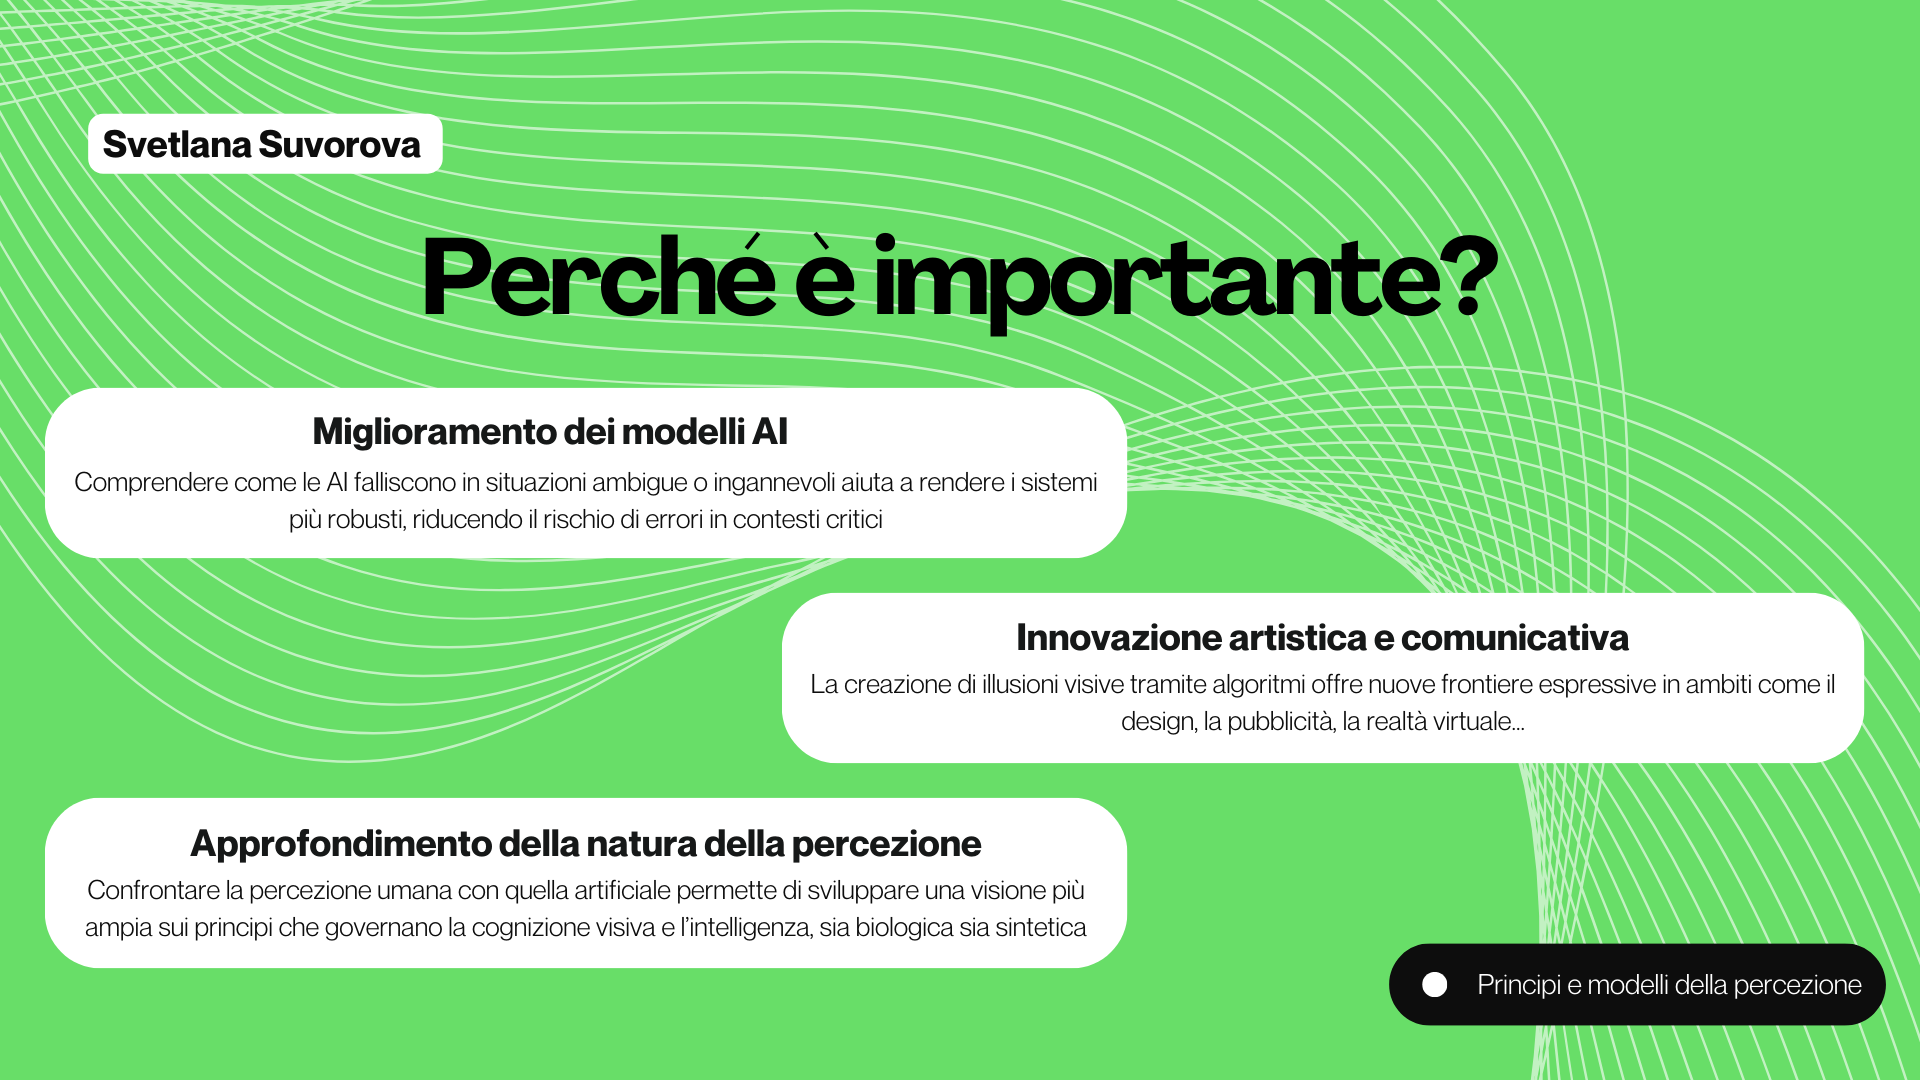 Svetlana Suvorova
Perché è importante?
Miglioramento dei modelli AI
Comprendere come le AI falliscono in situazioni ambigue o ingannevoli aiuta a rendere i sistemi
più robusti, riducendo il rischio di errori in contesti critici
Innovazione artistica e comunicativa
La creazione di illusioni visive tramite algoritmi offre nuove frontiere espressive in ambiti come il
design, la pubblicità, la realtà virtuale...
Approfondimento della natura della percezione
Confrontare la percezione umana con quella artificiale permette di sviluppare una visione più
ampia sui principi che governano la cognizione visiva e l’intelligenza, sia biologica sia sintetica
Principi e modelli della percezione